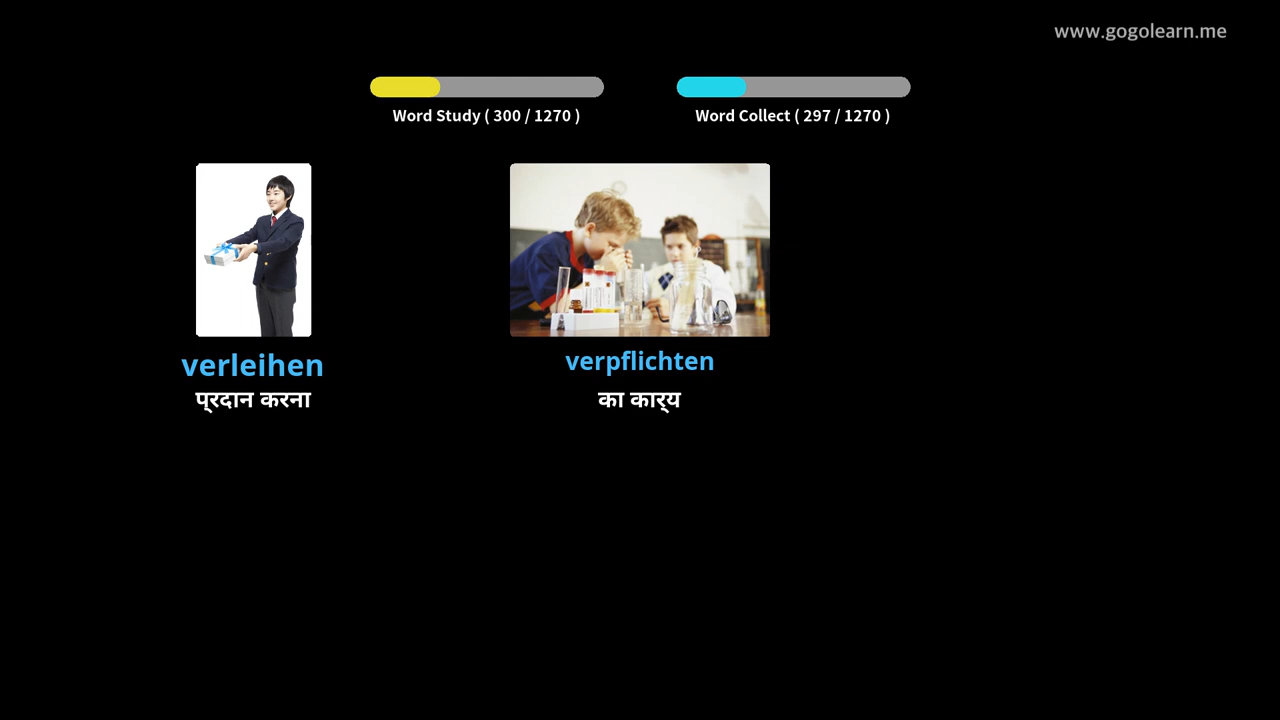 www.gogolearn.me
Word Study ( 300 / 1270 )
Word Collect ( 297 / 1270 )
verleihen
प्रदान करना
verpflichten
का कार्य